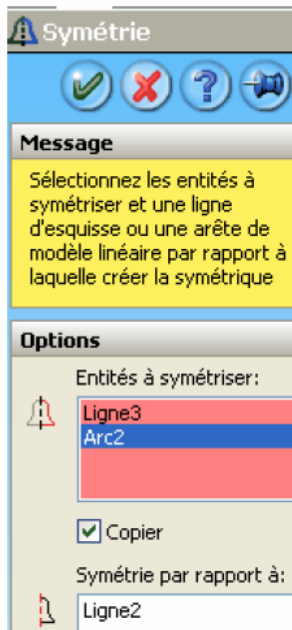 Symétrie
Message
Sélectionnez les entités à
symétriser et une ligne
d'esquisse ou une arête de
modèle linéaire par rapport à
laquelle créer la symétrique
Options
Entités à symétriser:
Ligne3
Arc2
Copier
Symétrie par rapport à:
Ligne2